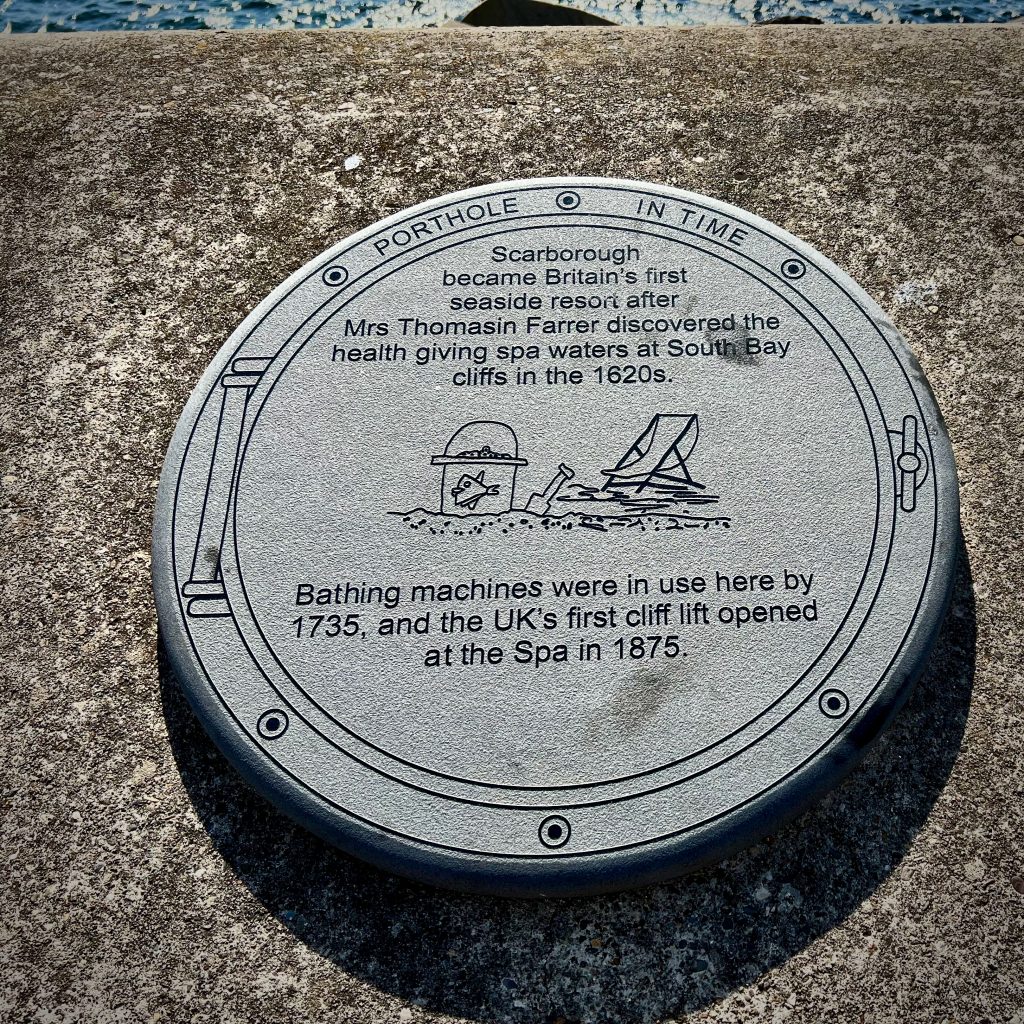 PORTHOLE IN TIME
Scarborough
became Britain's first
seaside resort after
Mrs Thomasin Farrer discovered the
health giving spa waters at South Bay
cliffs in the 1620s.
Bathing machines were in use here by
1735, and the UK's first cliff lift opened
at the Spa in 1875.